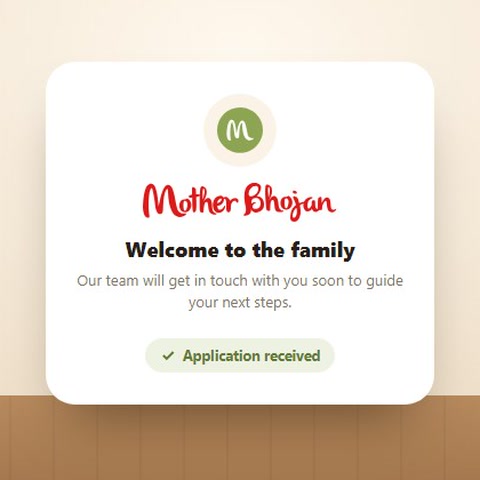 M
Mother Bhojan
Welcome to the family
Our team will get in touch with you soon to guide
your next steps.
✓ Application received